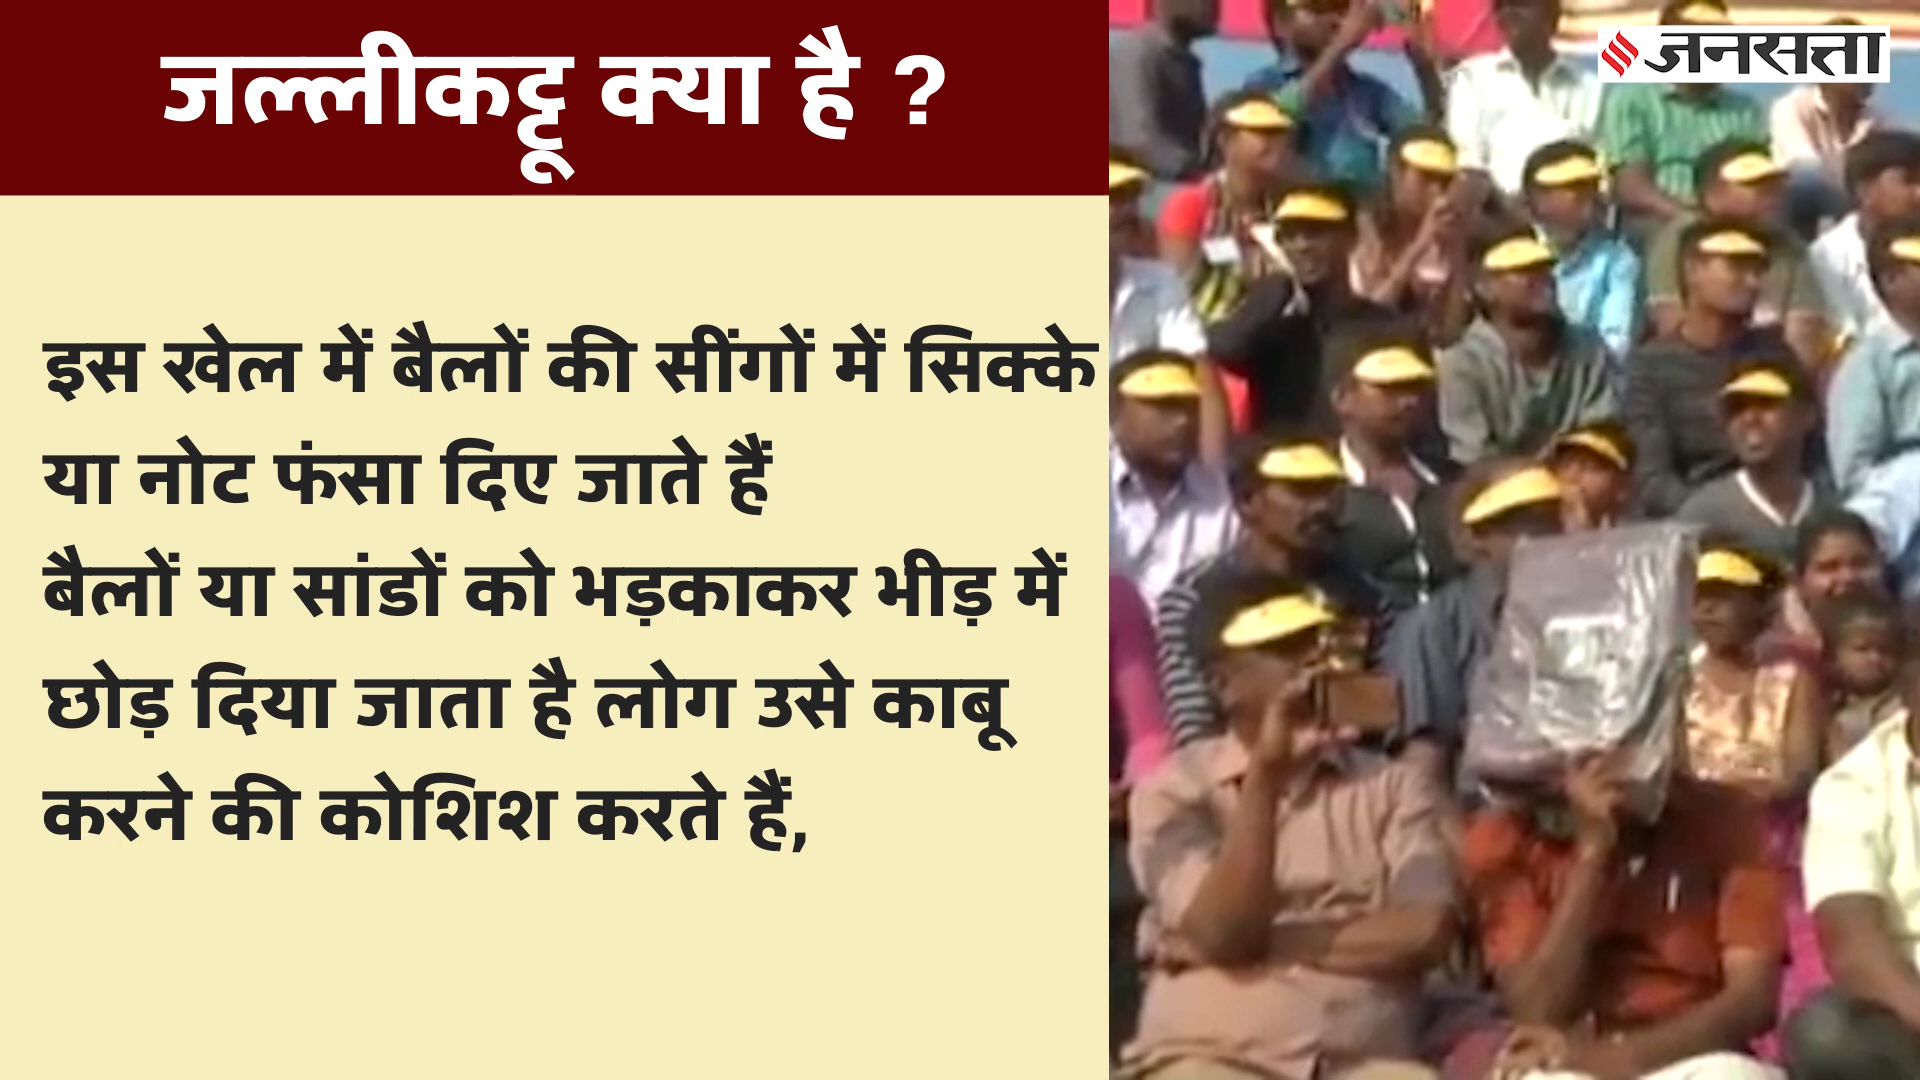 जल्लीकट्टू क्या है ?
जनसत्ता
इस खेल में बैलों की सींगों में सिक्के
या नोट फंसा दिए जाते हैं
बैलों या सांडों को भड़काकर भीड़ में
छोड़ दिया जाता है लोग उसे काबू
करने की कोशिश करते हैं,